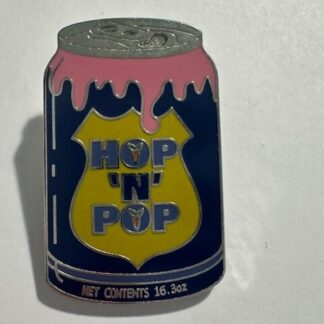 HOP
'N'
POP
NET CONTENTS 16.3oz